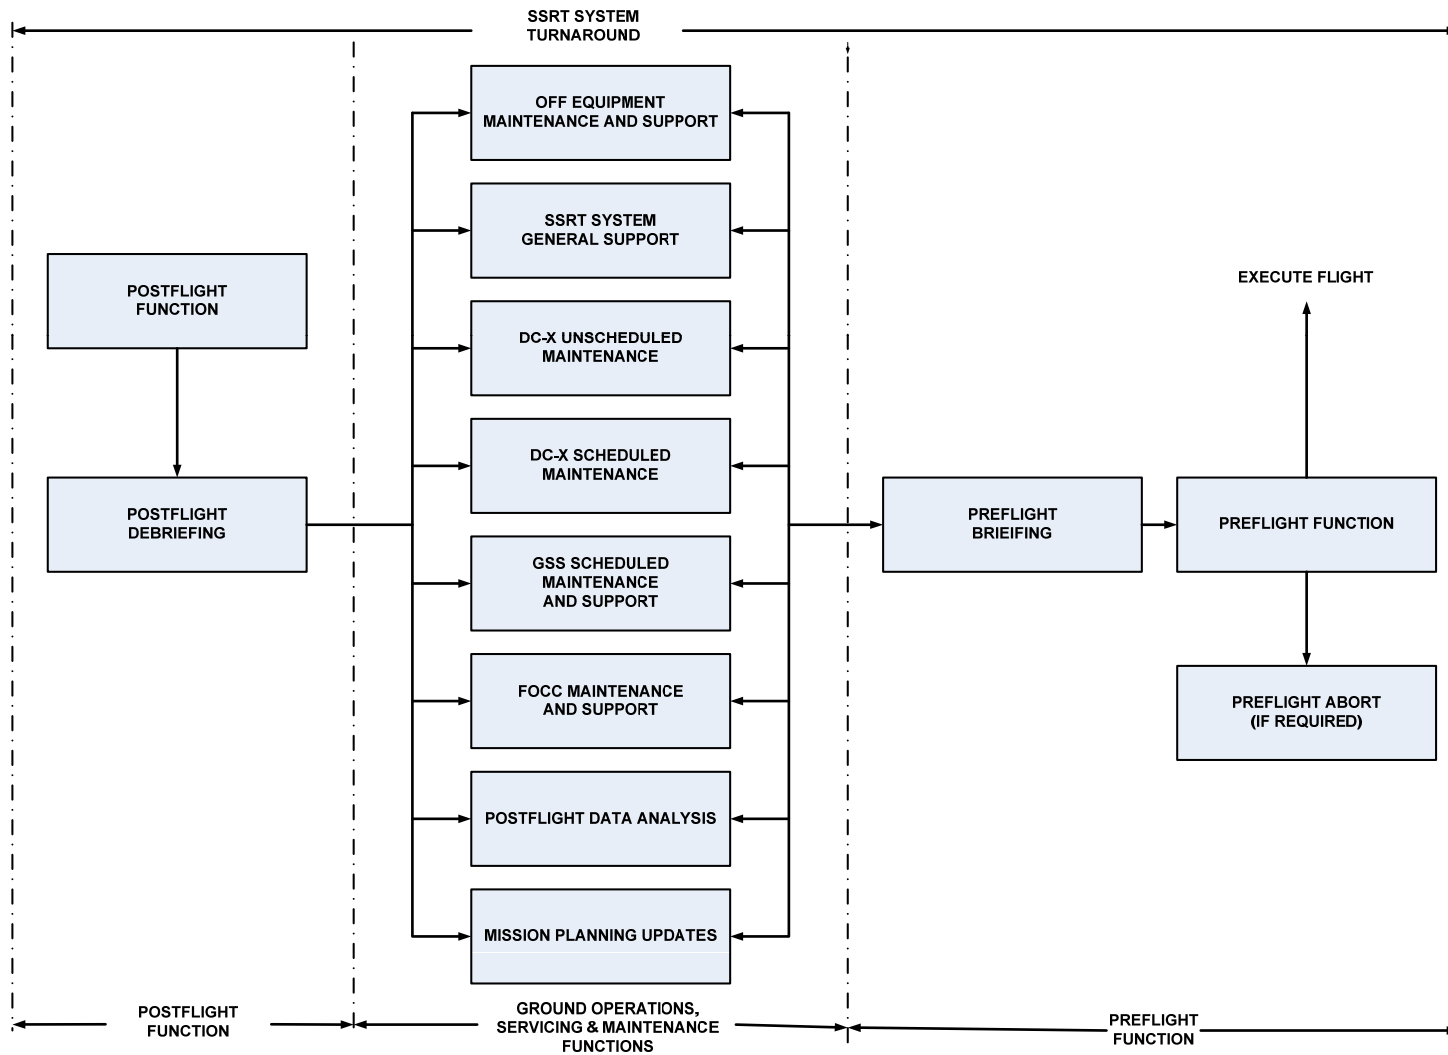 SSRT SYSTEM
TURNAROUND
OFF EQUIPMENT
MAINTENANCE AND SUPPORT
SSRT SYSTEM
GENERAL SUPPORT
POSTFLIGHT
FUNCTION
EXECUTE FLIGHT
DC-X UNSCHEDULED
MAINTENANCE
DC-X SCHEDULED
MAINTENANCE
POSTFLIGHT
DEBRIEFING
PREFLIGHT
BRIEIFING
PREFLIGHT FUNCTION
GSS SCHEDULED
MAINTENANCE
AND SUPPORT
FOCC MAINTENANCE
AND SUPPORT
PREFLIGHT ABORT
(IF REQUIRED)
POSTFLIGHT DATA ANALYSIS
MISSION PLANNING UPDATES
POSTFLIGHT
FUNCTION
GROUND OPERATIONS,
SERVICING & MAINTENANCE
FUNCTIONS
PREFLIGHT
FUNCTION